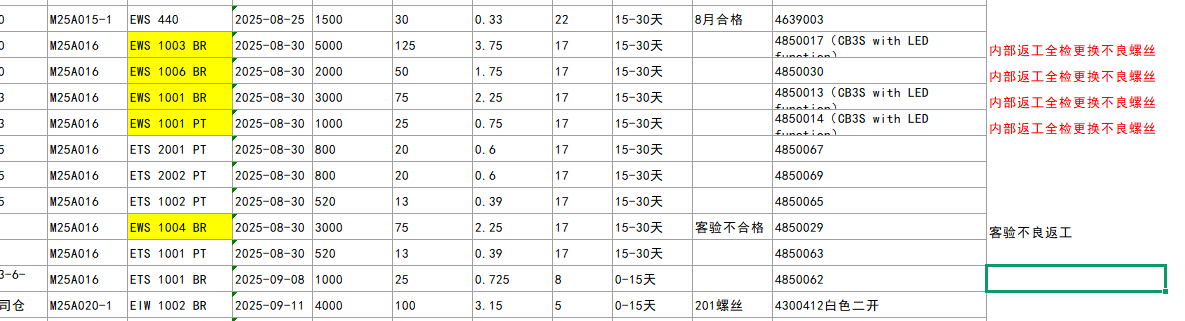 0 M25A015-1 EWS 440 2025-08-25 1500 30 0.33 22 15-30天 8月合格 4639003
0 M25A016 EWS 1003 BR 2025-08-30 5000 125 3.75 17 15-30天 4850017（CB3S with LED function） 内部返工全检更换不良螺丝
0 M25A016 EWS 1006 BR 2025-08-30 2000 50 1.75 17 15-30天 4850030 内部返工全检更换不良螺丝
3 M25A016 EWS 1001 BR 2025-08-30 3000 75 2.25 17 15-30天 4850013（CB3S with LED function） 内部返工全检更换不良螺丝
3 M25A016 EWS 1001 PT 2025-08-30 1000 25 0.75 17 15-30天 4850014（CB3S with LED function） 内部返工全检更换不良螺丝
5 M25A016 ETS 2001 PT 2025-08-30 800 20 0.6 17 15-30天 4850067
5 M25A016 ETS 2002 PT 2025-08-30 800 20 0.6 17 15-30天 4850069
5 M25A016 ETS 1002 PT 2025-08-30 520 13 0.39 17 15-30天 4850065
M25A016 EWS 1004 BR 2025-08-30 3000 75 2.25 17 15-30天 客验不合格 4850029 客验不良返工
M25A016 ETS 1001 PT 2025-08-30 520 13 0.39 17 15-30天 4850063
3-6- M25A016 ETS 1001 BR 2025-09-08 1000 25 0.725 8 0-15天 4850062
司仓 M25A020-1 EIW 1002 BR 2025-09-11 4000 100 3.15 5 0-15天 201螺丝 4300412白色二开